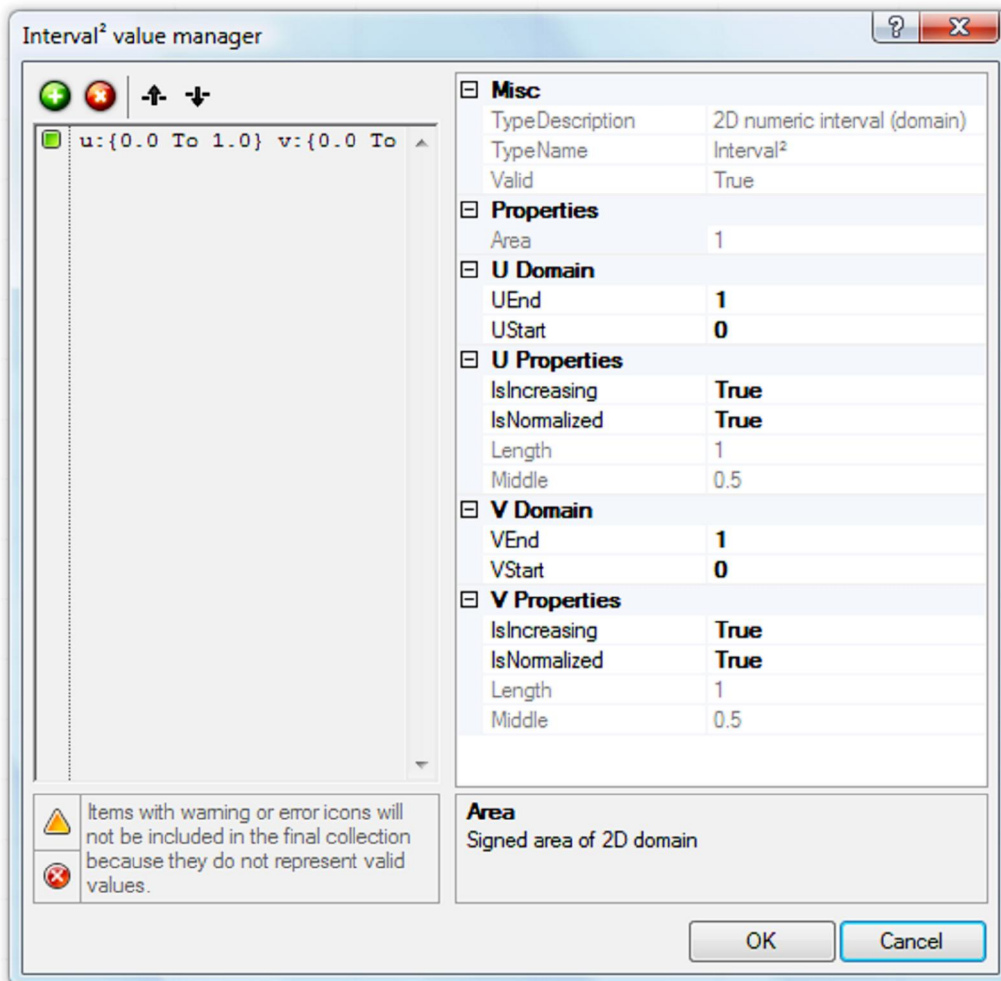 Interval² value manager
u:{0.0 To 1.0} v:{0.0 To
Misc
TypeDescription 2D numeric interval (domain)
TypeName Interval²
Valid True
Properties
Area 1
U Domain
UEnd 1
UStart 0
U Properties
IsIncreasing True
IsNormalized True
Length 1
Middle 0.5
V Domain
VEnd 1
VStart 0
V Properties
IsIncreasing True
IsNormalized True
Length 1
Middle 0.5
Items with warning or error icons will
not be included in the final collection
because they do not represent valid
values.
Area
Signed area of 2D domain
OK Cancel